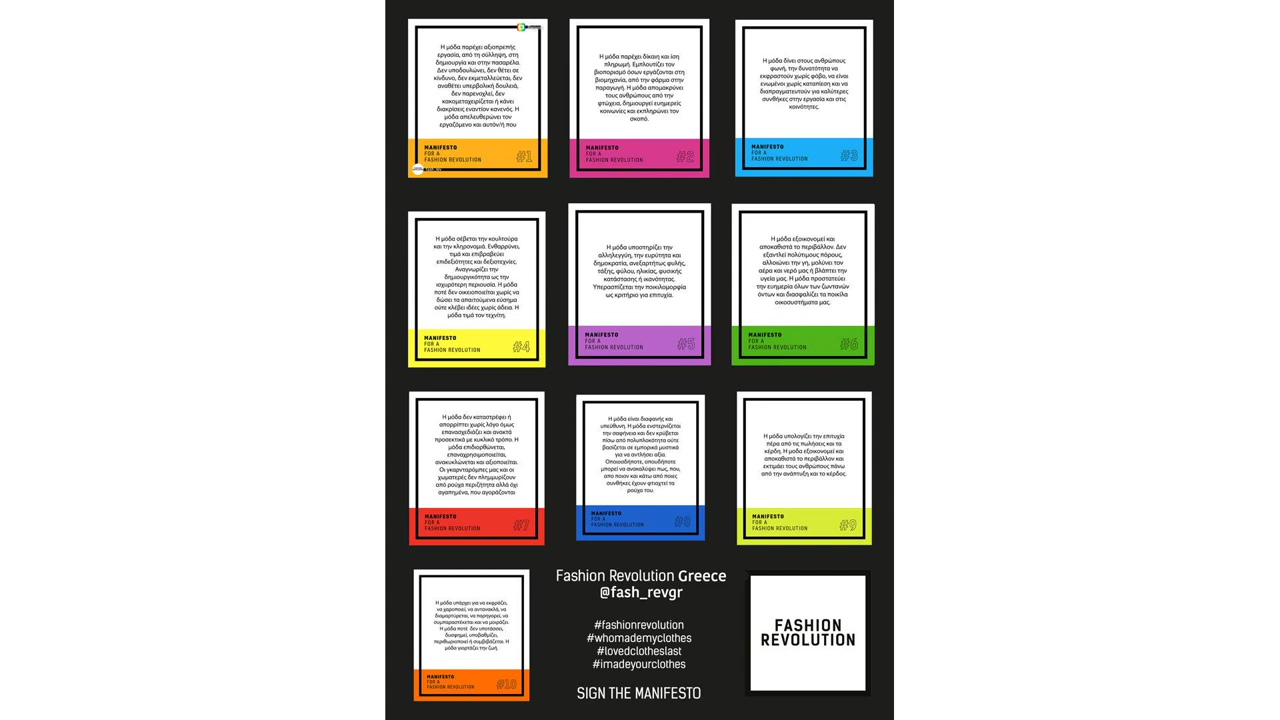 Η μόδα παρέχει αξιοπρεπής
εργασία, από τη σύλληψη, στη
δημιουργία και στην πασαρέλα.
Δεν υποδουλώνει, δεν θέτει σε
κίνδυνο, δεν εκμεταλλεύεται, δεν
αναθέτει υπερβολική δουλειά,
δεν παρενοχλεί, δεν
κακομεταχειρίζεται ή κάνει
διακρίσεις εναντίον κανενός. Η
μόδα απελευθερώνει τον
εργαζόμενο και αυτόν/ή που
MANIFESTO
FOR A
FASHION REVOLUTION
#1
Η μόδα παρέχει δίκαιη και ίση
πληρωμή. Εμπλουτίζει τον
βιοπορισμό όσων εργάζονται στη
βιομηχανία, από την φάρμα στην
παραγωγή. Η μόδα απομακρύνει
τους ανθρώπους από την
φτώχεια, δημιουργεί ευημερείς
κοινωνίες και εκπληρώνει τον
σκοπό.
MANIFESTO
FOR A
FASHION REVOLUTION
#2
Η μόδα δίνει στους ανθρώπους
φωνή, την δυνατότητα να
εκφραστούν χωρίς φόβο, να είναι
ενωμένοι χωρίς καταπίεση και να
διαπραγματευτούν για καλύτερες
συνθήκες στην εργασία και στις
κοινότητες.
MANIFESTO
FOR A
FASHION REVOLUTION
#3
Η μόδα σέβεται την κουλτούρα
και την κληρονομιά. Ενθαρρύνει,
τιμά και επιβραβεύει
επιδεξιότητες και δεξιοτεχνίες.
Αναγνωρίζει την
δημιουργικότητα ως την
ισχυρότερη περιουσία. Η μόδα
ποτέ δεν οικειοποιείται χωρίς να
δώσει τα απαιτούμενα εύσημα
ούτε κλέβει ιδέες χωρίς άδεια. Η
μόδα τιμά τον τεχνίτη.
MANIFESTO
FOR A
FASHION REVOLUTION
#4
Η μόδα υποστηρίζει την
αλληλεγγύη, την ευρύτητα και
δημοκρατία, ανεξαρτήτως φυλής,
τάξης, φύλου, ηλικίας, φυσικής
κατάστασης ή ικανότητας.
Υπερασπίζεται την ποικιλομορφία
ως κριτήριο για επιτυχία.
MANIFESTO
FOR A
FASHION REVOLUTION
#5
Η μόδα εξοικονομεί και
αποκαθιστά το περιβάλλον. Δεν
εξαντλεί πολύτιμους πόρους,
αλλοιώνει την γη, μολύνει τον
αέρα και νερό μας ή βλάπτει την
υγεία μας. Η μόδα προστατεύει
την ευημερία όλων των ζωντανών
όντων και διασφαλίζει τα ποικίλα
οικοσυστήματα μας.
MANIFESTO
FOR A
FASHION REVOLUTION
#6
Η μόδα δεν καταστρέφει ή
απορρίπτει χωρίς λόγο όμως
επανασχεδιάζει και ανακτά
προσεκτικά με κυκλικό τρόπο. Η
μόδα επιδιορθώνεται,
επαναχρησιμοποιείται,
ανακυκλώνεται και αξιοποιείται.
Οι γκαρνταρόμπες μας και οι
χωματερές δεν πλημμυρίζουν
από ρούχα περιζήτητα αλλά όχι
αγαπημένα, που αγοράζονται
MANIFESTO
FOR A
FASHION REVOLUTION
#7
Η μόδα είναι διαφανής και
υπεύθυνη. Η μόδα ενστερνίζεται
την σαφήνεια και δεν κρύβεται
πίσω από πολυπλοκότητα ούτε
βασίζεται σε εμπορικά μυστικά
για να αντλήσει αξία.
Οποιοσδήποτε, οπουδήποτε
μπορεί να ανακαλύψει πως, που,
απο ποιον και κάτω από ποιες
συνθήκες έχουν φτιαχτεί τα
ρούχα του.
MANIFESTO
FOR A
FASHION REVOLUTION
#8
Η μόδα υπολογίζει την επιτυχία
πέρα από τις πωλήσεις και τα
κέρδη. Η μοδα εξοικονομεί και
αποκαθιστά το περιβάλλον και
εκτιμάει τους ανθρώπους πάνω
από την ανάπτυξη και το κέρδος.
MANIFESTO
FOR A
FASHION REVOLUTION
#9
Η μόδα υπάρχει για να εκφράζει,
να χαροποιεί, να αντανακλά, να
διαμαρτύρεται, να παρηγορεί, να
συμπαραστέκεται και να μοιράζει.
Η μόδα ποτέ δεν υποτάσσει,
δυσφημεί, υποβαθμίζει,
περιθωριοποιεί ή συμβιβάζεται. Η
μόδα γιορτάζει την ζωή.
MANIFESTO
FOR A
FASHION REVOLUTION
#10
Fashion Revolution Greece
@fash_revgr
#fashionrevolution
#whomademyclothes
#lovedclotheslast
#imadeyourclothes
SIGN THE MANIFESTO
FASHION
REVOLUTION